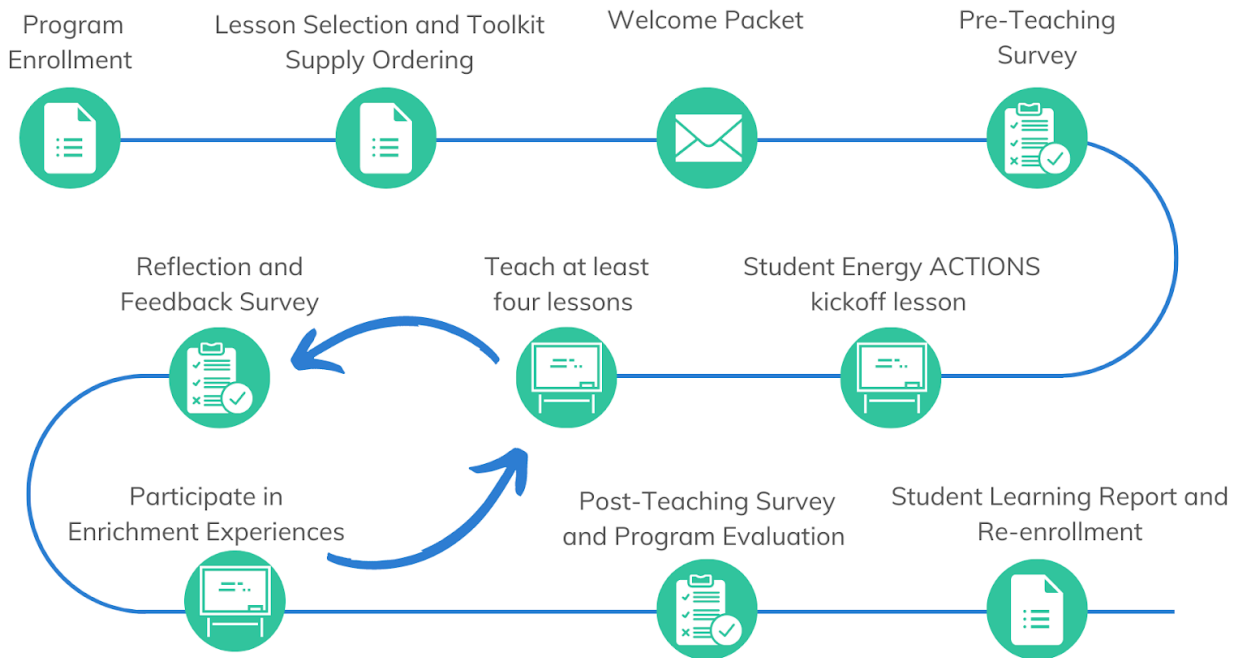 Program
Enrollment
Lesson Selection and Toolkit
Supply Ordering
Welcome Packet
Pre-Teaching
Survey
Student Energy ACTIONS
kickoff lesson
Teach at least
four lessons
Reflection and
Feedback Survey
Participate in
Enrichment Experiences
Post-Teaching Survey
and Program Evaluation
Student Learning Report and
Re-enrollment